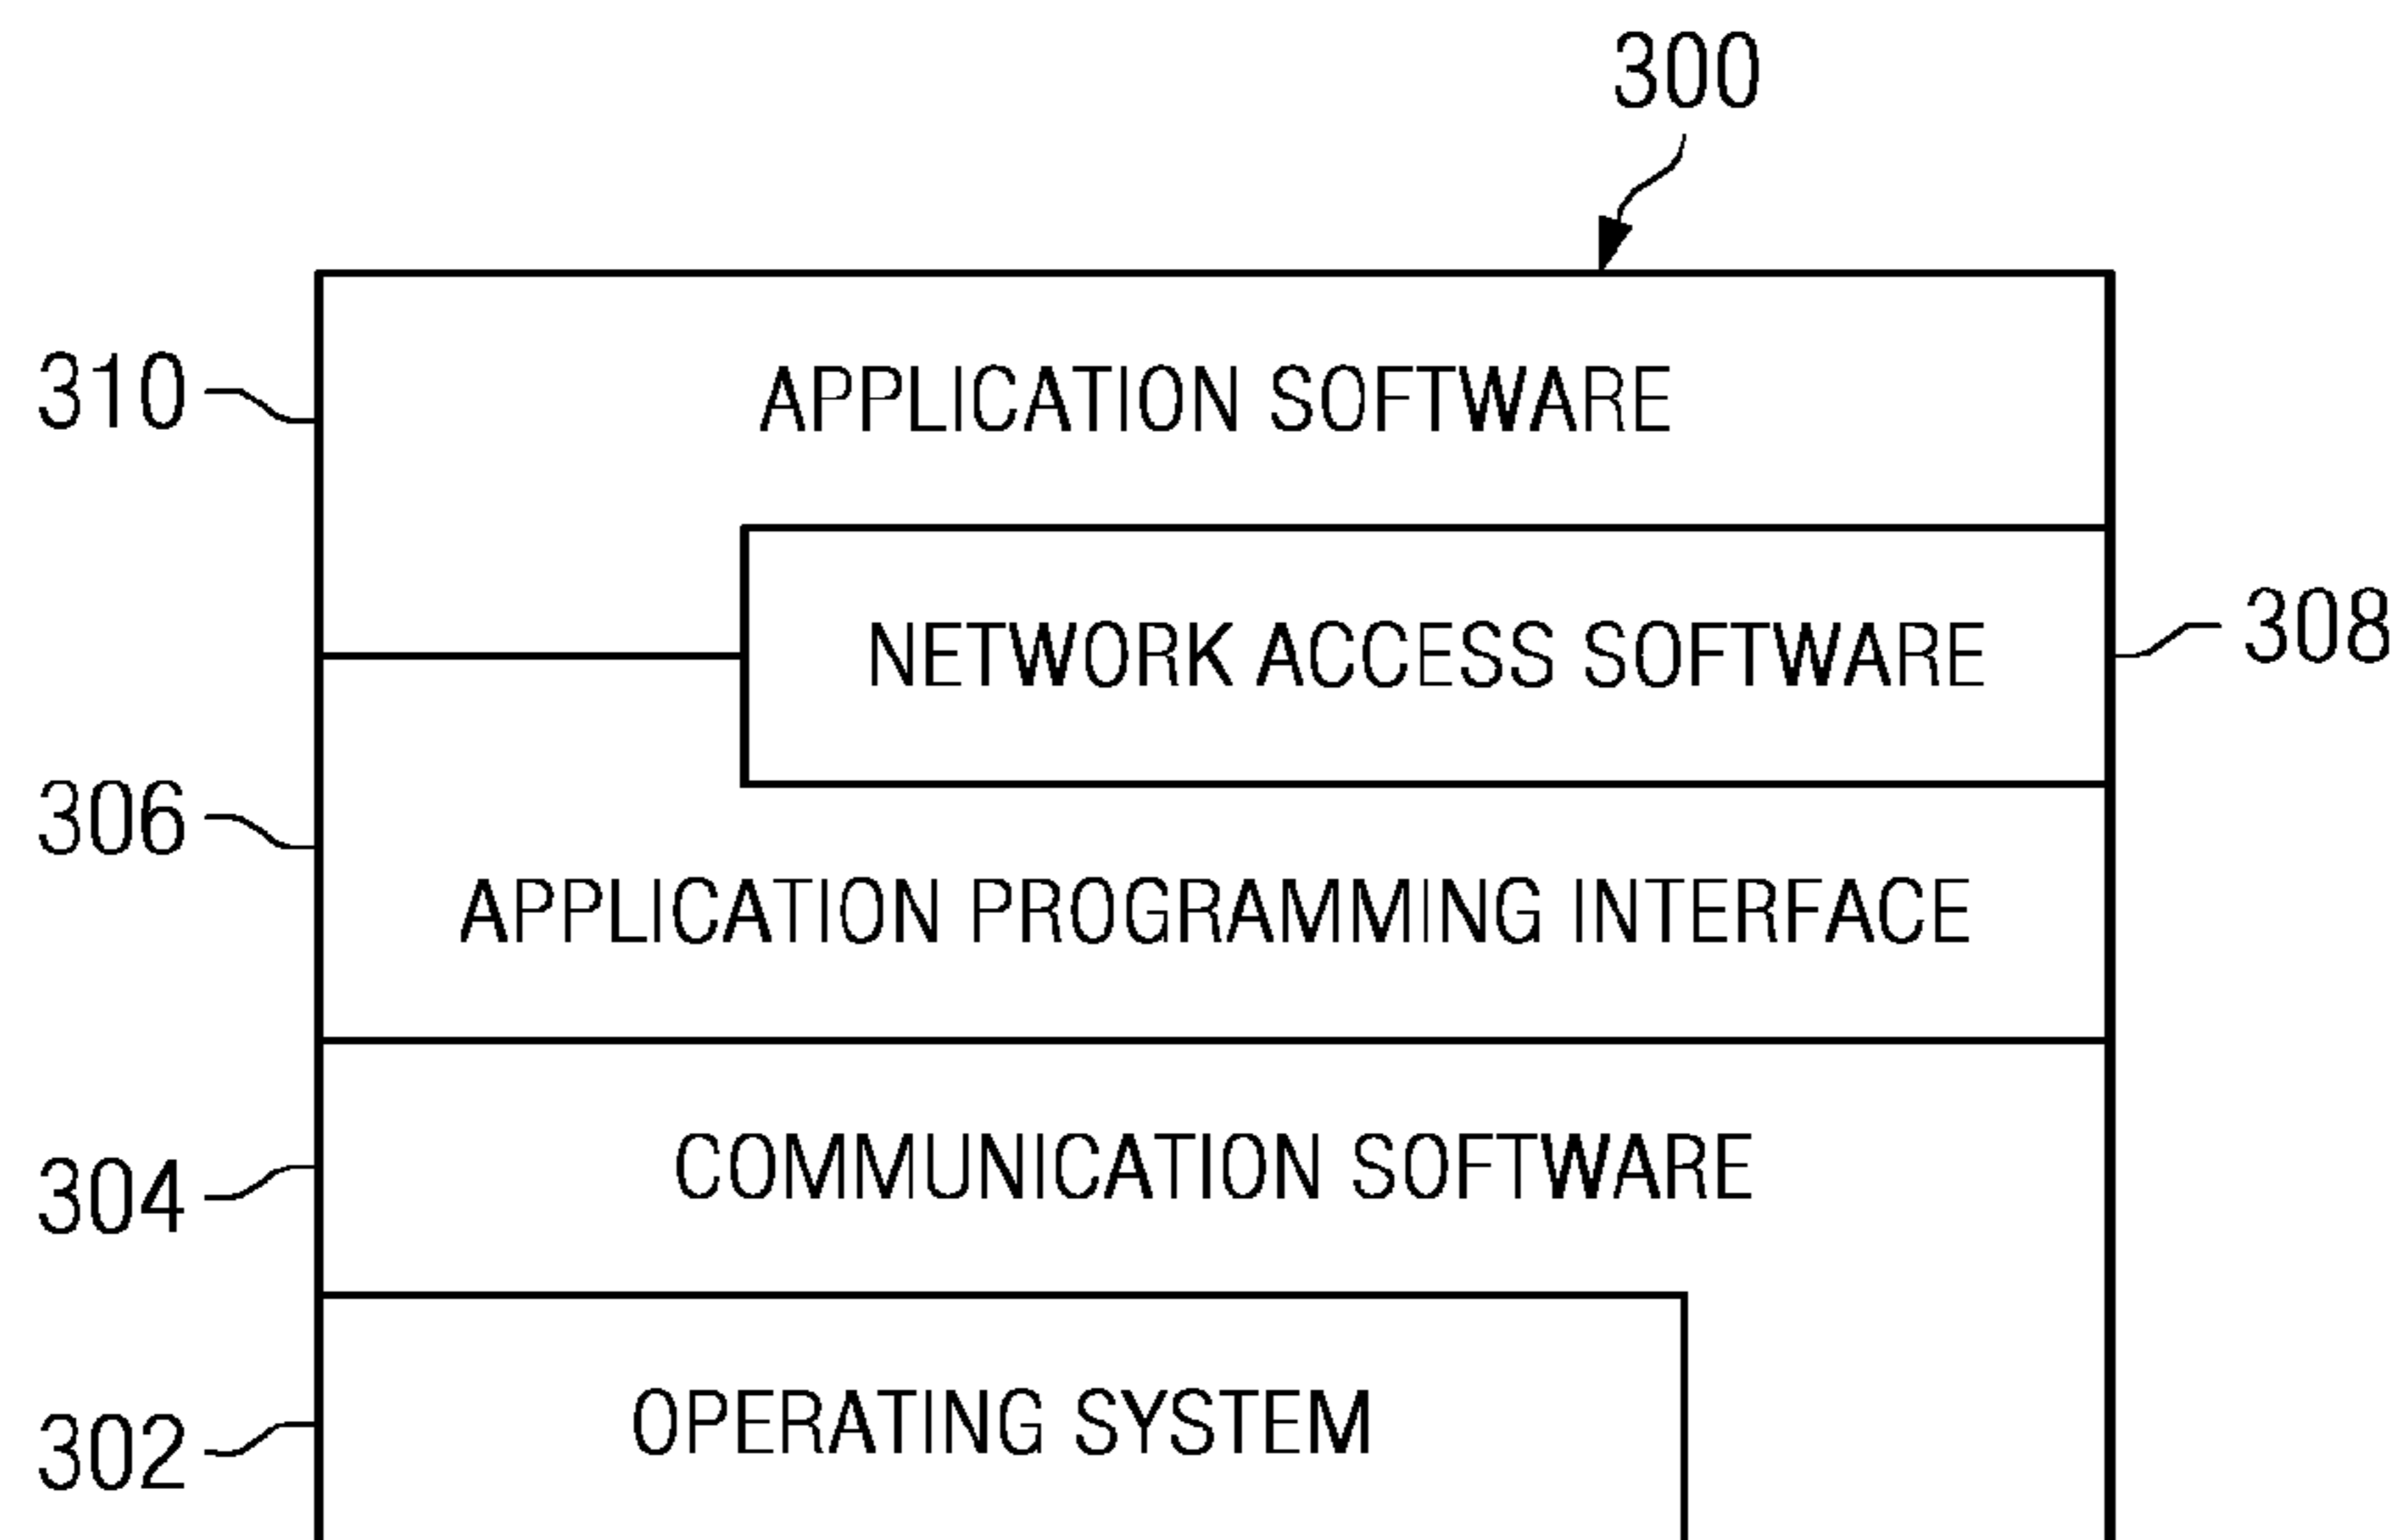 300
310
APPLICATION SOFTWARE
NETWORK ACCESS SOFTWARE
308
306
APPLICATION PROGRAMMING INTERFACE
304
COMMUNICATION SOFTWARE
302
OPERATING SYSTEM